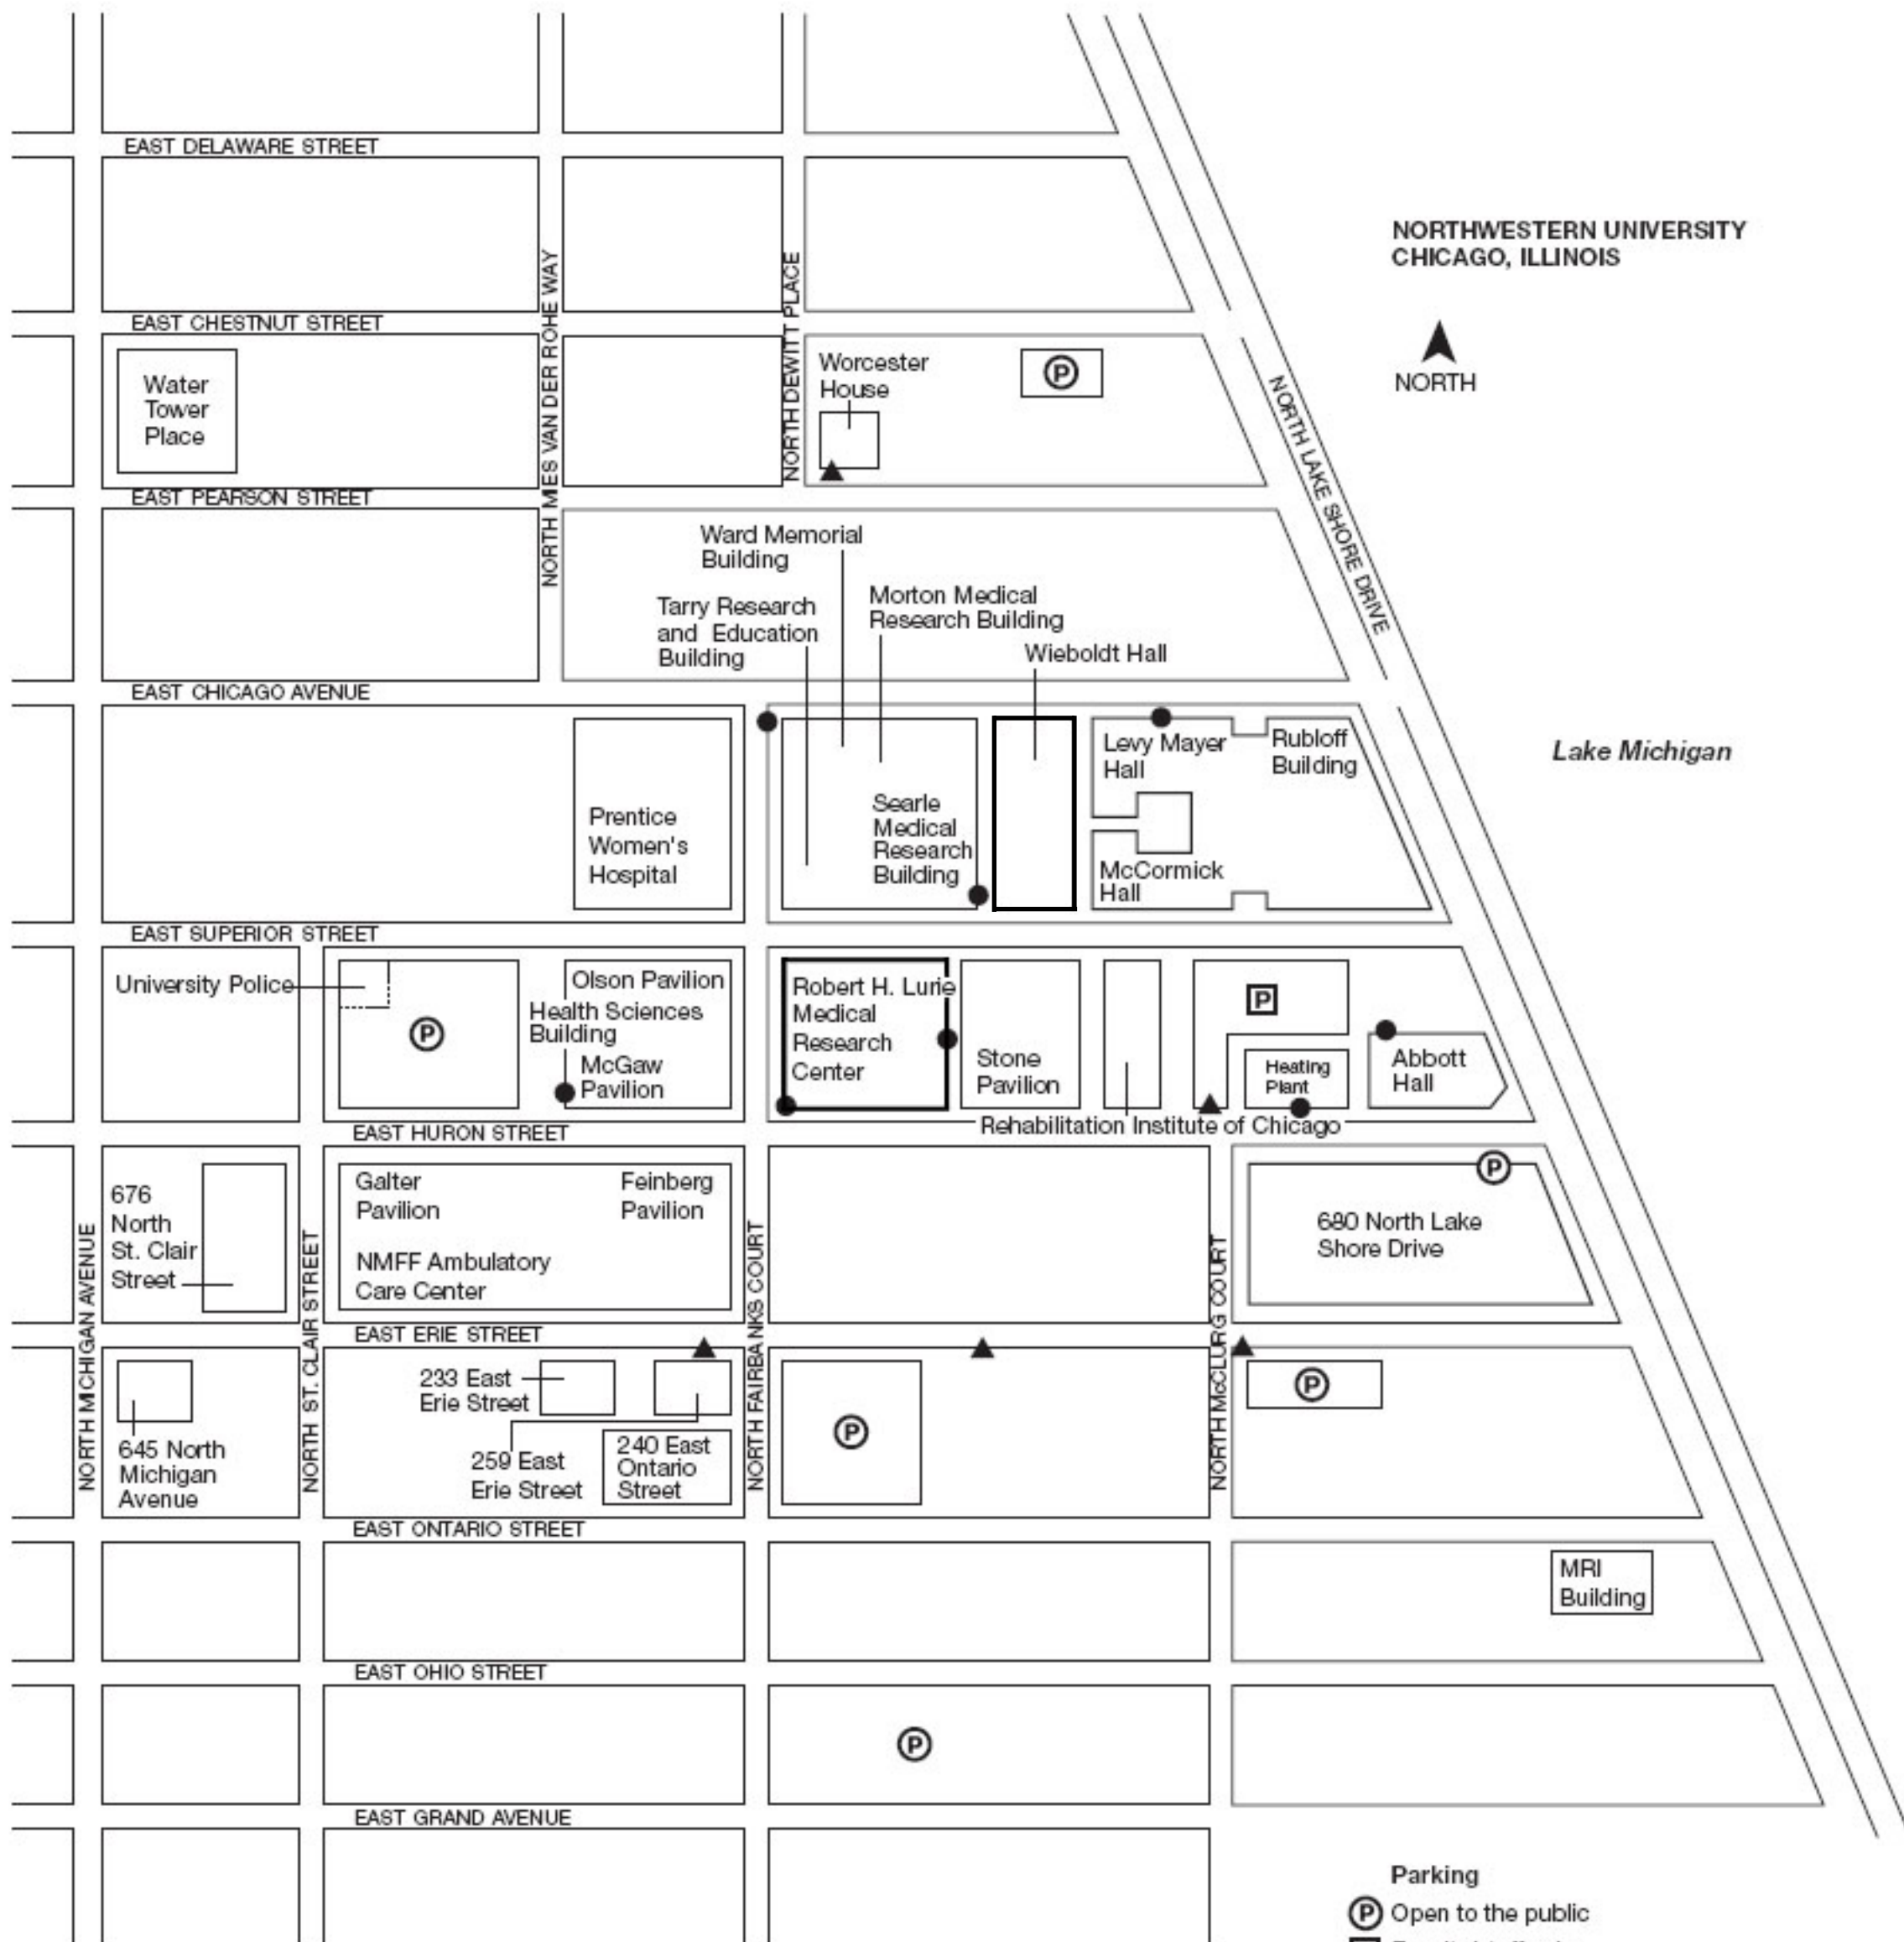 EAST DELAWARE STREET
NORTHWESTERN UNIVERSITY
CHICAGO, ILLINOIS
NORTH
EAST CHESTNUT STREET
NORTH MES VAN DER ROHE WAY
NORTH DEWITT PLACE
NORTH LAKE SHORE DRIVE
Water
Tower
Place
Worcester
House
P
EAST PEARSON STREET
Ward Memorial
Building
Tarry Research
and Education
Building
Morton Medical
Research Building
Wieboldt Hall
EAST CHICAGO AVENUE
Lake Michigan
Prentice
Women's
Hospital
Searle
Medical
Research
Building
Levy Mayer
Hall
Rubloff
Building
McCormick
Hall
EAST SUPERIOR STREET
University Police
P
Olson Pavilion
Health Sciences
Building
McGaw
Pavilion
Robert H. Lurie
Medical
Research
Center
Stone
Pavilion
P
Heating
Plant
Abbott
Hall
Rehabilitation Institute of Chicago
EAST HURON STREET
676
North
St. Clair
Street
Galter
Pavilion
Feinberg
Pavilion
NMFF Ambulatory
Care Center
P
680 North Lake
Shore Drive
NORTH MICHIGAN AVENUE
NORTH ST. CLAIR STREET
NORTH FAIRBANKS COURT
NORTH McCLURG COURT
EAST ERIE STREET
645 North
Michigan
Avenue
233 East
Erie Street
259 East
Erie Street
240 East
Ontario
Street
P
P
EAST ONTARIO STREET
MRI
Building
EAST OHIO STREET
P
EAST GRAND AVENUE
Parking
P Open to the public